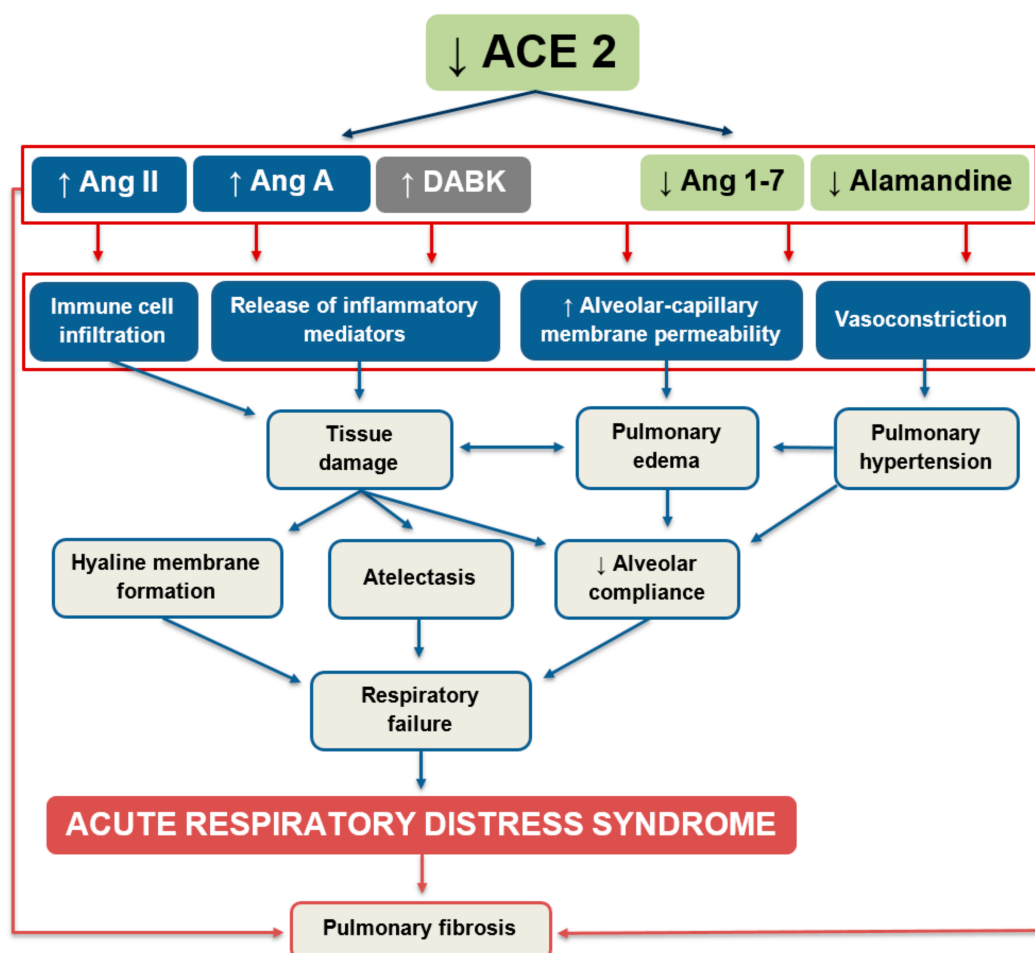 ↓ ACE 2
↑ Ang II
↑ Ang A
↑ DABK
↓ Ang 1-7
↓ Alamandine
Immune cell
infiltration
Release of inflammatory
mediators
↑ Alveolar-capillary
membrane permeability
Vasoconstriction
Tissue
damage
Pulmonary
edema
Pulmonary
hypertension
Hyaline membrane
formation
Atelectasis
↓ Alveolar
compliance
Respiratory
failure
ACUTE RESPIRATORY DISTRESS SYNDROME
Pulmonary fibrosis